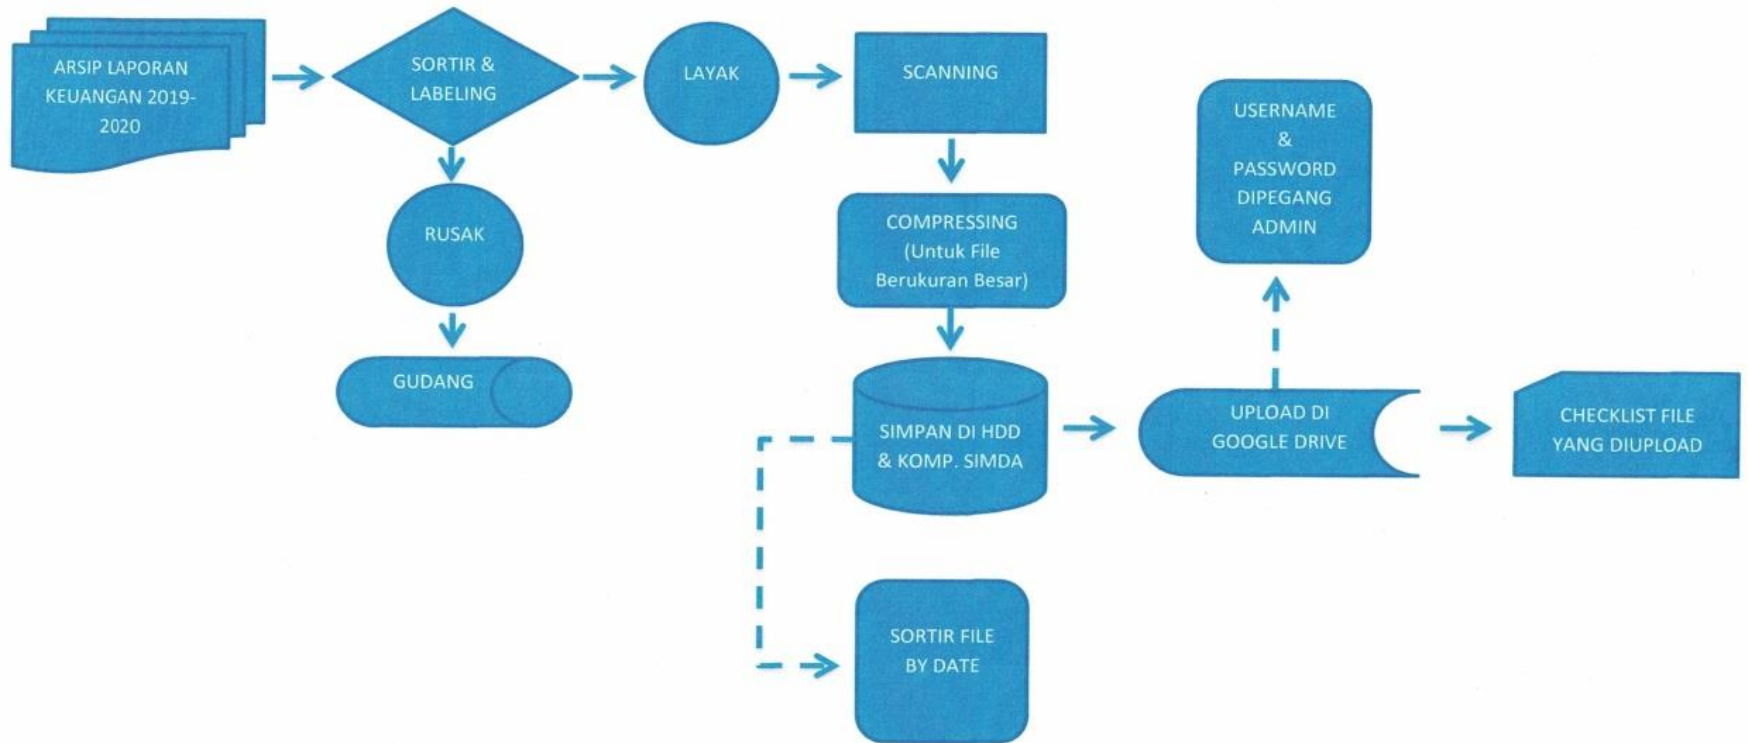 ARSIP LAPORAN
KEUANGAN 2019-
2020
SORTIR &
LABELING
LAYAK
SCANNING
RUSAK
GUDANG
COMPRESSING
(Untuk File
Berukuran Besar)
SIMPAN DI HDD
& KOMP. SIMDA
SORTIR FILE
BY DATE
USERNAME
&
PASSWORD
DIPEGANG
ADMIN
UPLOAD DI
GOOGLE DRIVE
CHECKLIST FILE
YANG DIUPLOAD